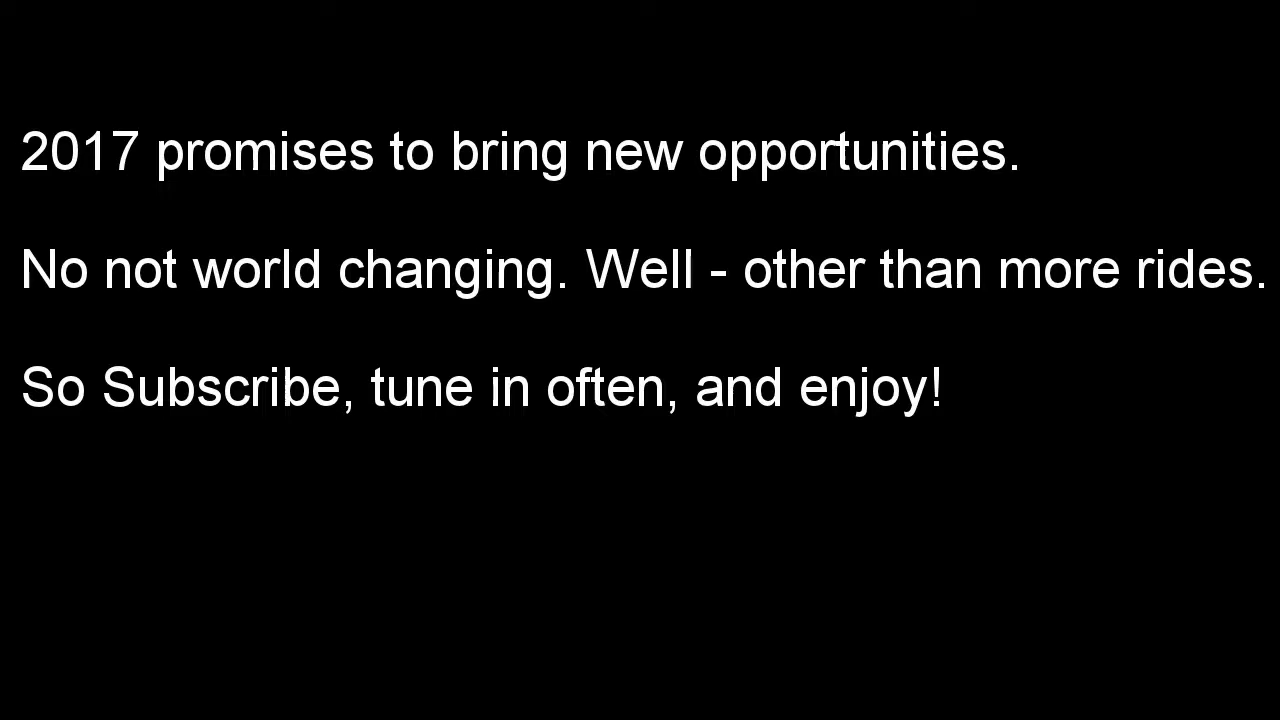 2017 promises to bring new opportunities.
No not world changing. Well - other than more rides.
So Subscribe, tune in often, and enjoy!